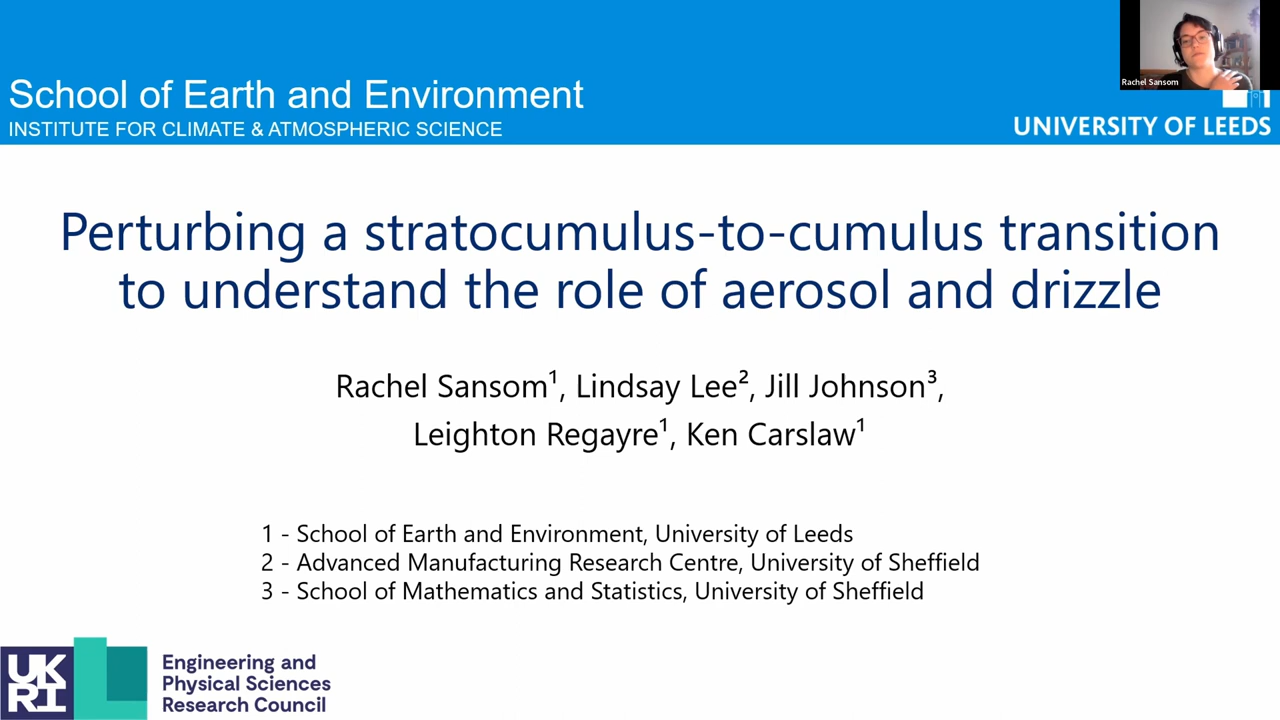 School of Earth and Environment
INSTITUTE FOR CLIMATE & ATMOSPHERIC SCIENCE
Rachel Sansom
UNIVERSITY OF LEEDS
Perturbing a stratocumulus-to-cumulus transition
to understand the role of aerosol and drizzle
Rachel Sansom¹, Lindsay Lee², Jill Johnson³,
Leighton Regayre¹, Ken Carslaw¹
1 - School of Earth and Environment, University of Leeds
2 - Advanced Manufacturing Research Centre, University of Sheffield
3 - School of Mathematics and Statistics, University of Sheffield
UK
RI
Engineering and
Physical Sciences
Research Council